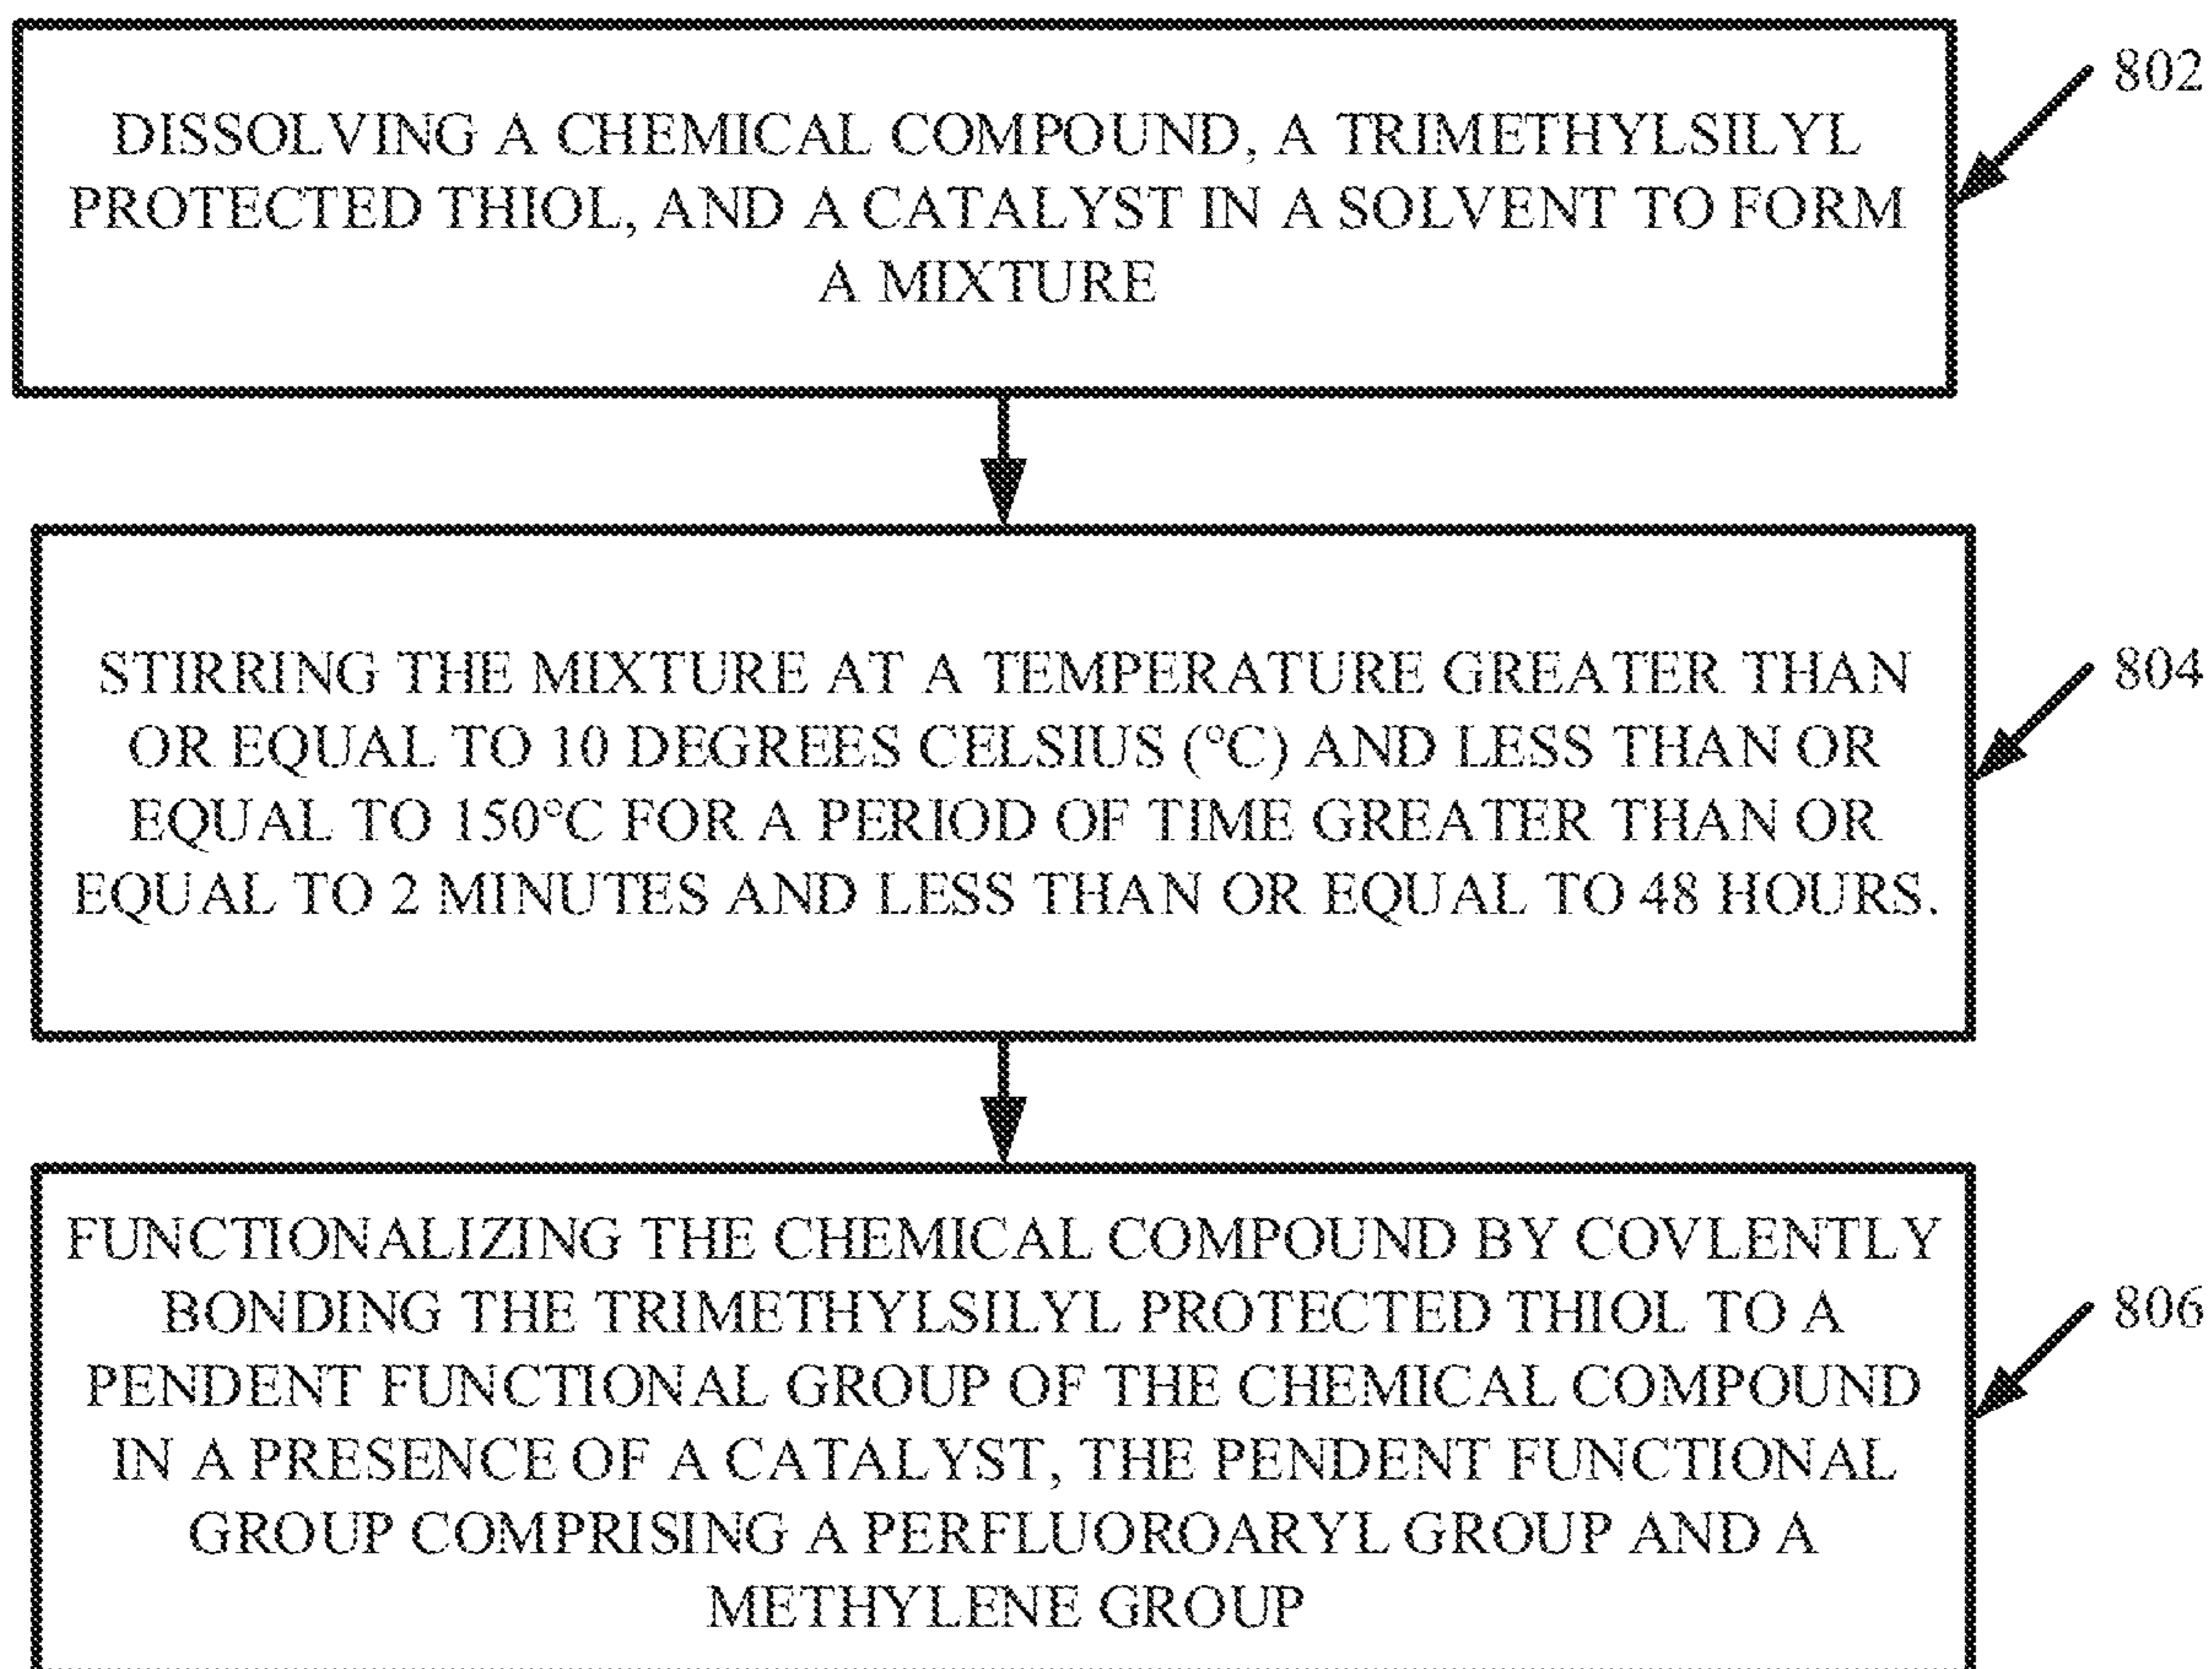 DISSOLVING A CHEMICAL COMPOUND, A TRIMETHYLSILYL
PROTECTED THIOL, AND A CATALYST IN A SOLVENT TO FORM
A MIXTURE
802
STIRRING THE MIXTURE AT A TEMPERATURE GREATER THAN
OR EQUAL TO 10 DEGREES CELSIUS (°C) AND LESS THAN OR
EQUAL TO 150°C FOR A PERIOD OF TIME GREATER THAN OR
EQUAL TO 2 MINUTES AND LESS THAN OR EQUAL TO 48 HOURS.
804
FUNCTIONALIZING THE CHEMICAL COMPOUND BY COVLENTLY
BONDING THE TRIMETHYLSILYL PROTECTED THIOL TO A
PENDENT FUNCTIONAL GROUP OF THE CHEMICAL COMPOUND
IN A PRESENCE OF A CATALYST, THE PENDENT FUNCTIONAL
GROUP COMPRISING A PERFLUOROARYL GROUP AND A
METHYLENE GROUP
806